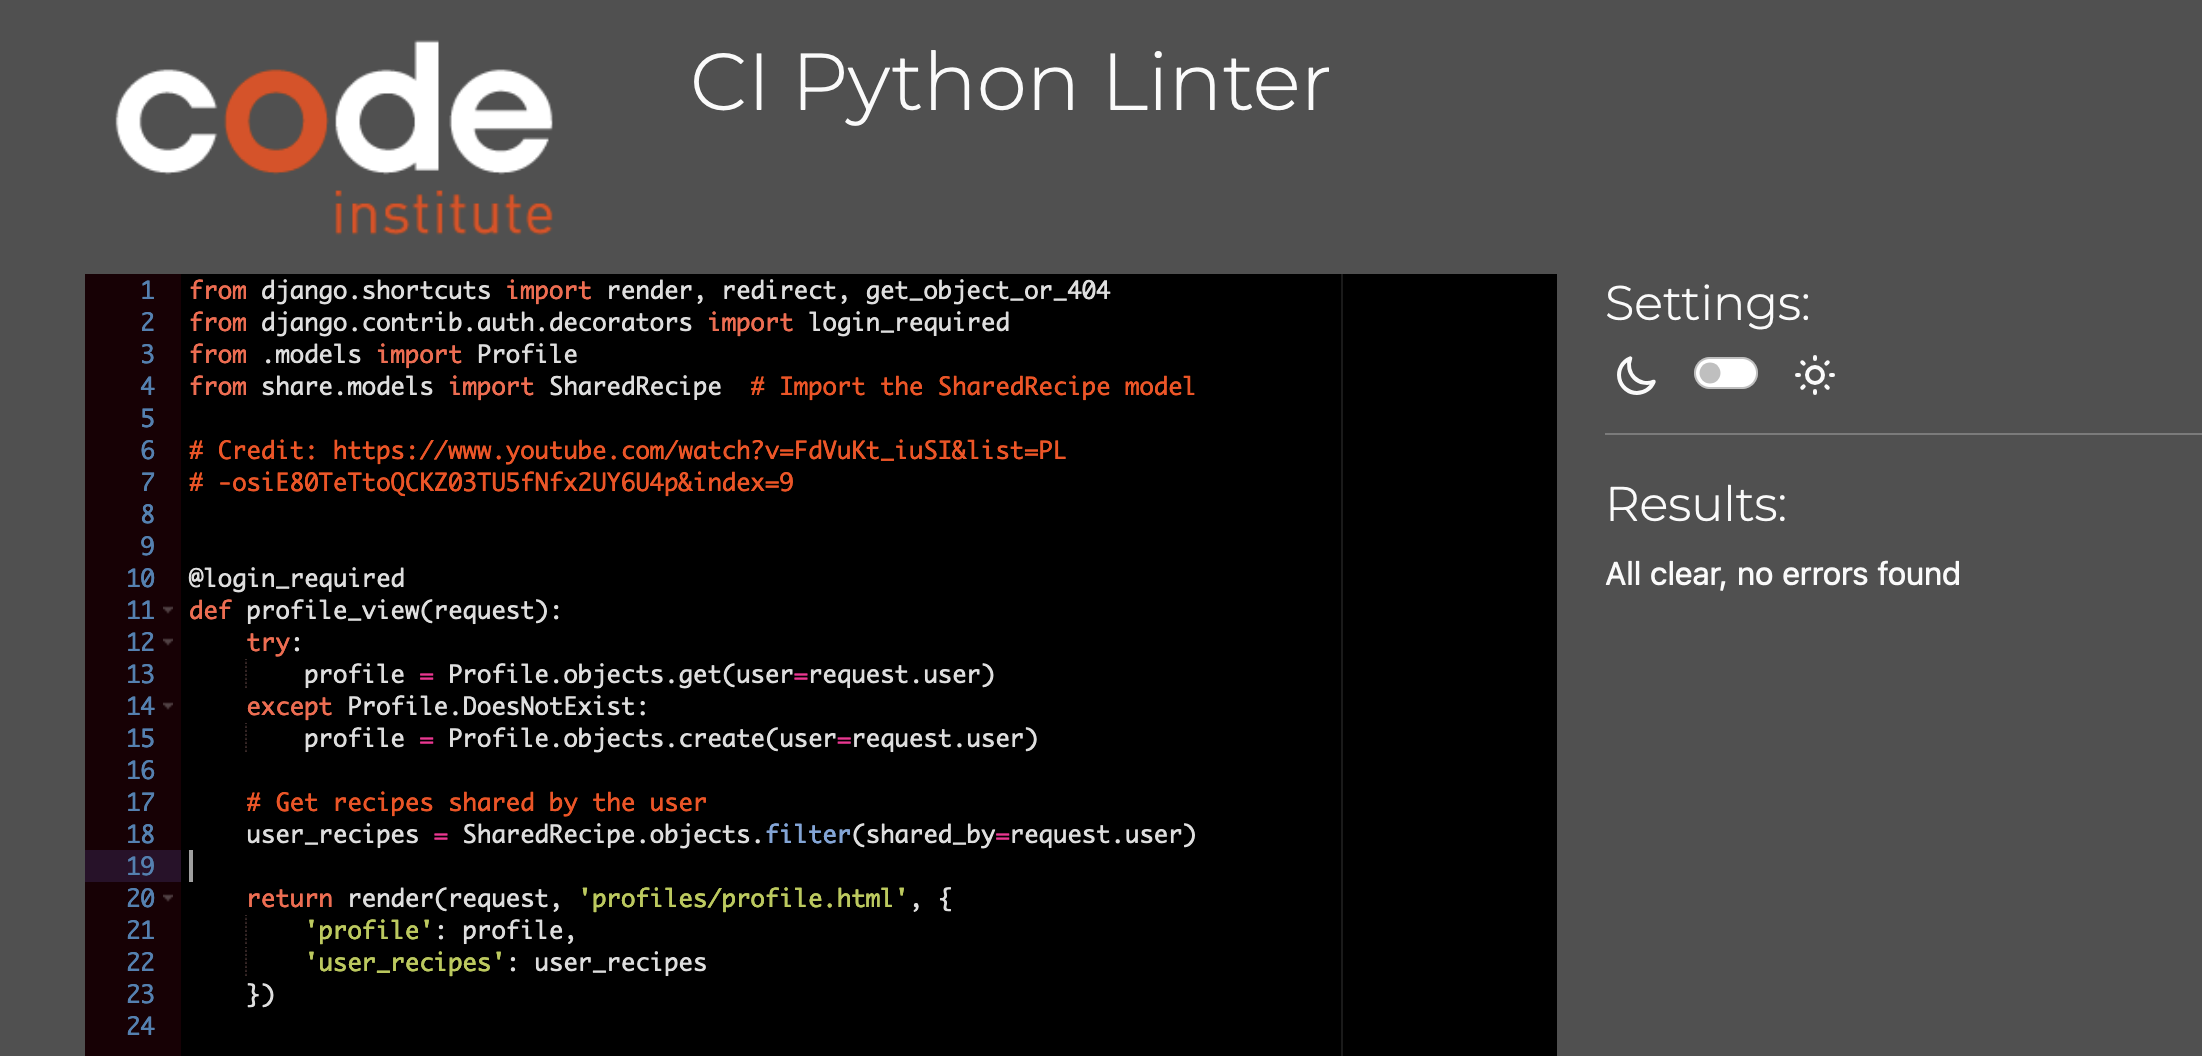 code
institute
CI Python Linter
1 from django.shortcuts import render, redirect, get_object_or_404
2 from django.contrib.auth.decorators import login_required
3 from .models import Profile
4 from share.models import SharedRecipe  # Import the SharedRecipe model
5
6 # Credit: https://www.youtube.com/watch?v=FdVuKt_iuSI&list=PL
7 # -osiE80TeTtoQCKZ03TU5fNfx2UY6U4p&index=9
8
9
10 @login_required
11 def profile_view(request):
12     try:
13         profile = Profile.objects.get(user=request.user)
14     except Profile.DoesNotExist:
15         profile = Profile.objects.create(user=request.user)
16
17     # Get recipes shared by the user
18     user_recipes = SharedRecipe.objects.filter(shared_by=request.user)
19
20     return render(request, 'profiles/profile.html', {
21         'profile': profile,
22         'user_recipes': user_recipes
23     })
24
Settings:
Results:
All clear, no errors found